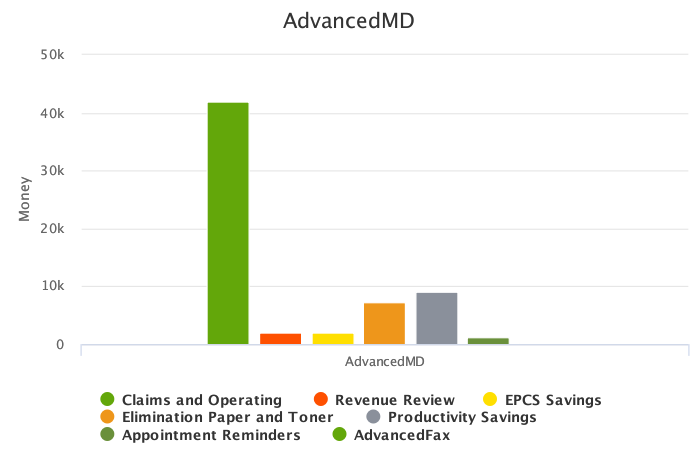 AdvancedMD
50k
40k
30k
20k
10k
0
Money
AdvancedMD
Claims and Operating Revenue Review EPCS Savings
Elimination Paper and Toner Productivity Savings
Appointment Reminders AdvancedFax